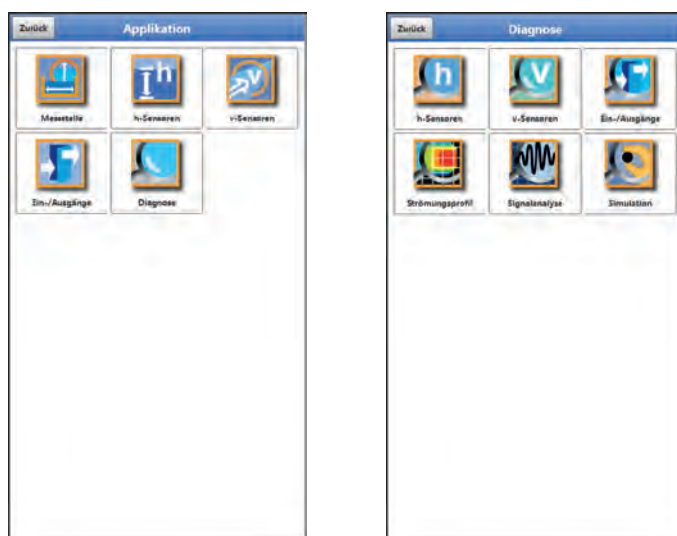 Zurück Applikation
Messstelle h-Sensoren v-Sensoren
Ein-/Ausgänge Diagnose
Zurück Diagnose
h-Sensoren v-Sensoren Ein-/Ausgänge
Strömungsprofil Signalanalyse Simulation